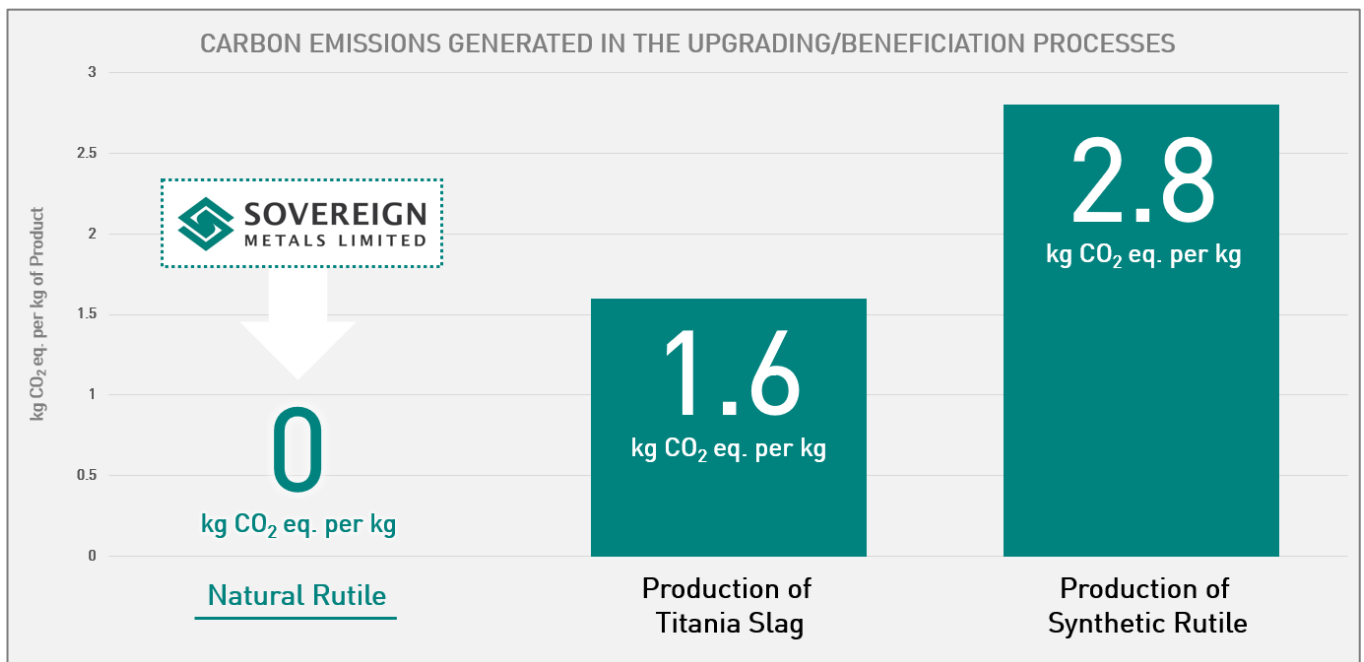 CARBON EMISSIONS GENERATED IN THE UPGRADING/BENEFICIATION PROCESSES
kg CO₂ eq. per kg of Product
3
2.5
2
1.5
1
0.5
0
SOVEREIGN
METALS LIMITED
0
kg CO₂ eq. per kg
Natural Rutile
1.6
kg CO₂ eq. per kg
Production of
Titania Slag
2.8
kg CO₂ eq. per kg
Production of
Synthetic Rutile